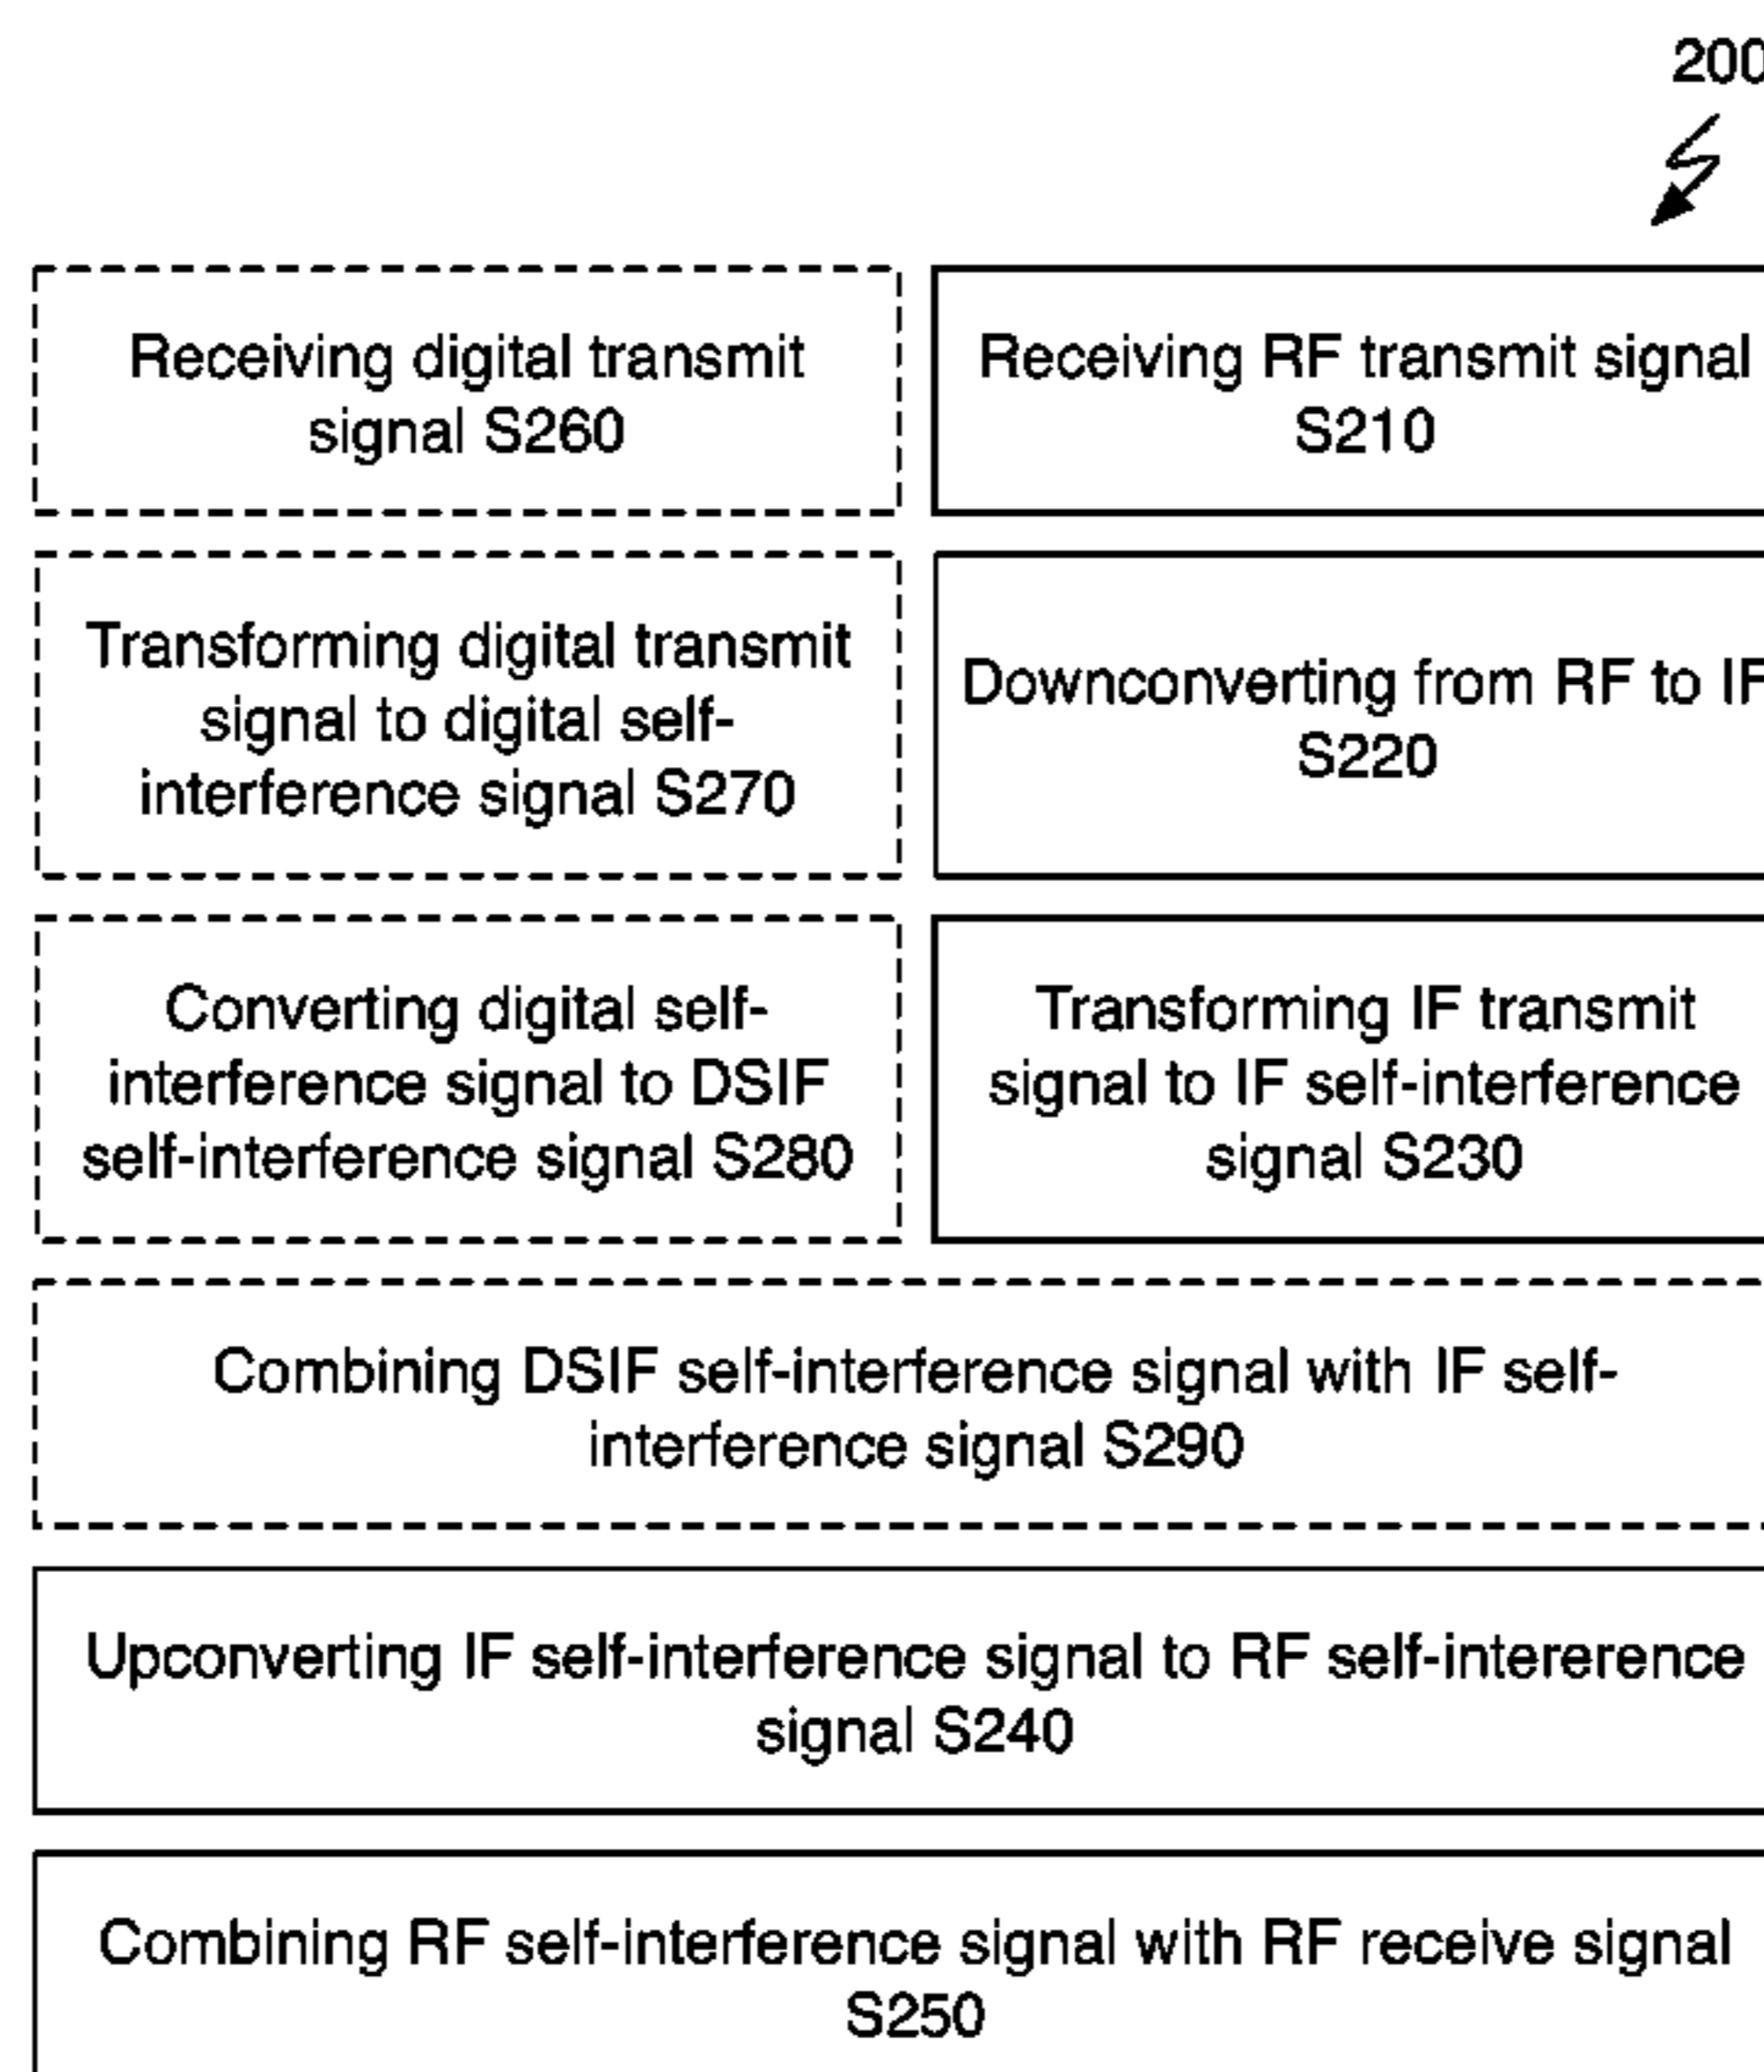 200
Receiving digital transmit
signal S260
Receiving RF transmit signal
S210
Transforming digital transmit
signal to digital self-
interference signal S270
Downconverting from RF to IF
S220
Converting digital self-
interference signal to DSIF
self-interference signal S280
Transforming IF transmit
signal to IF self-interference
signal S230
Combining DSIF self-interference signal with IF self-
interference signal S290
Upconverting IF self-interference signal to RF self-intererence
signal S240
Combining RF self-interference signal with RF receive signal
S250